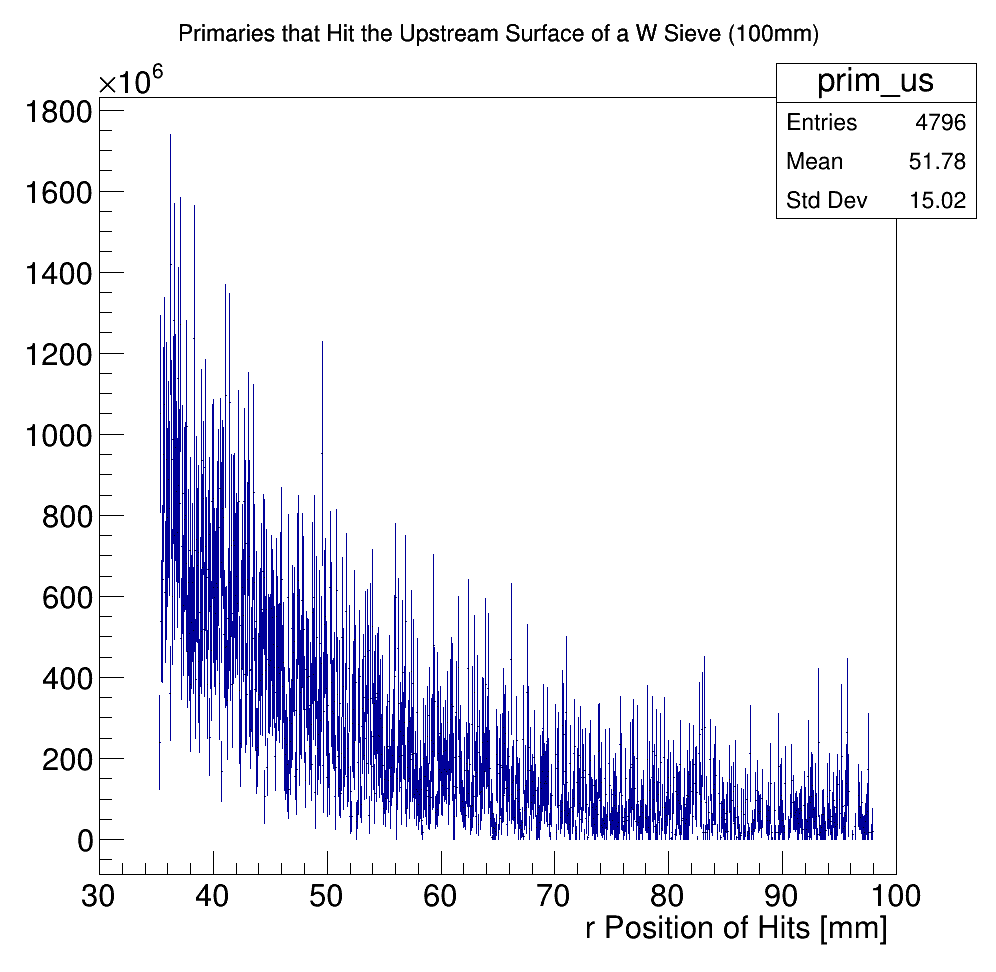 Primaries that Hit the Upstream Surface of a W Sieve (100mm)
×10^6
prim_us
Entries 4796
Mean 51.78
Std Dev 15.02
1800
1600
1400
1200
1000
800
600
400
200
0
30 40 50 60 70 80 90 100
r Position of Hits [mm]